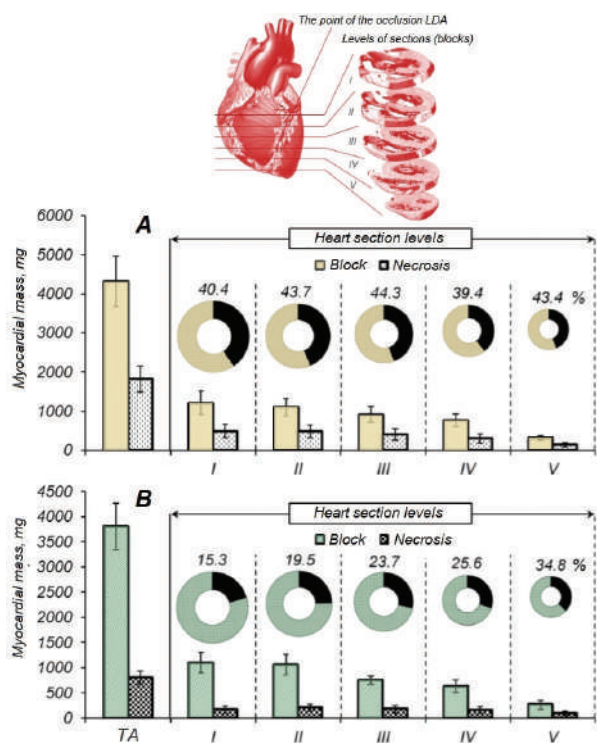 The point of the occlusion LDA
Levels of sections (blocks)
I
II
III
IV
V
A
Myocardial mass, mg
6000
5000
4000
3000
2000
1000
0
Heart section levels
Block Necrosis
40.4 43.7 44.3 39.4 43.4 %
I II III IV V
B
Myocardial mass, mg
4500
4000
3500
3000
2500
2000
1500
1000
500
0
Heart section levels
Block Necrosis
15.3 19.5 23.7 25.6 34.8 %
TA I II III IV V